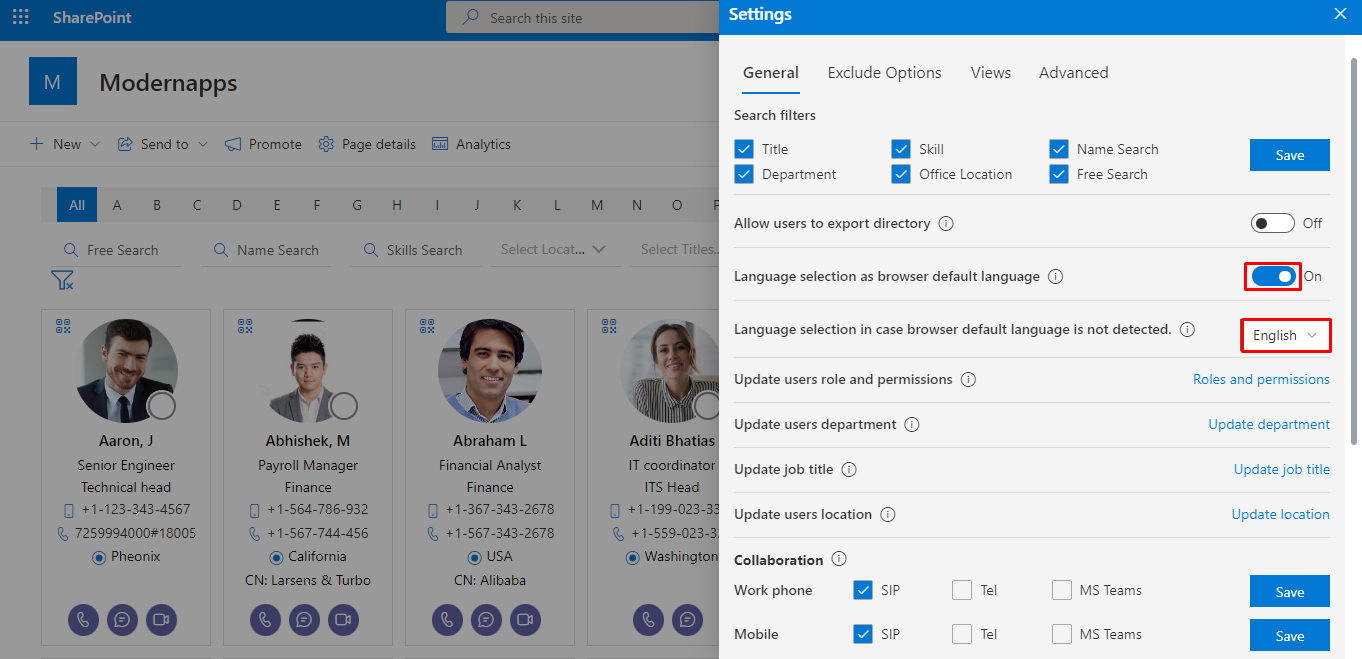 SharePoint
Search this site
M
Modernapps
New
Send to
Promote
Page details
Analytics
All A B C D E F G H I J K L M N O P
Free Search
Name Search
Skills Search
Select Locat...
Select Titles..
Aaron, J
Senior Engineer
Technical head
+1-123-343-4567
7259994000#18005
Pheonix
Abhishek, M
Payroll Manager
Finance
+1-564-786-932
+1-567-744-456
California
CN: Larsens & Turbo
Abraham L
Financial Analyst
Finance
+1-367-343-2678
+1-567-343-2678
USA
CN: Alibaba
Aditi Bhatias
IT coordinator
ITS Head
+1-199-023-33
+1-559-023-33
Washington
Settings
General
Exclude Options
Views
Advanced
Search filters
Title
Skill
Name Search
Department
Office Location
Free Search
Save
Allow users to export directory
Off
Language selection as browser default language
On
Language selection in case browser default language is not detected.
English
Update users role and permissions
Roles and permissions
Update users department
Update department
Update job title
Update job title
Update users location
Update location
Collaboration
Work phone
SIP
Tel
MS Teams
Save
Mobile
SIP
Tel
MS Teams
Save